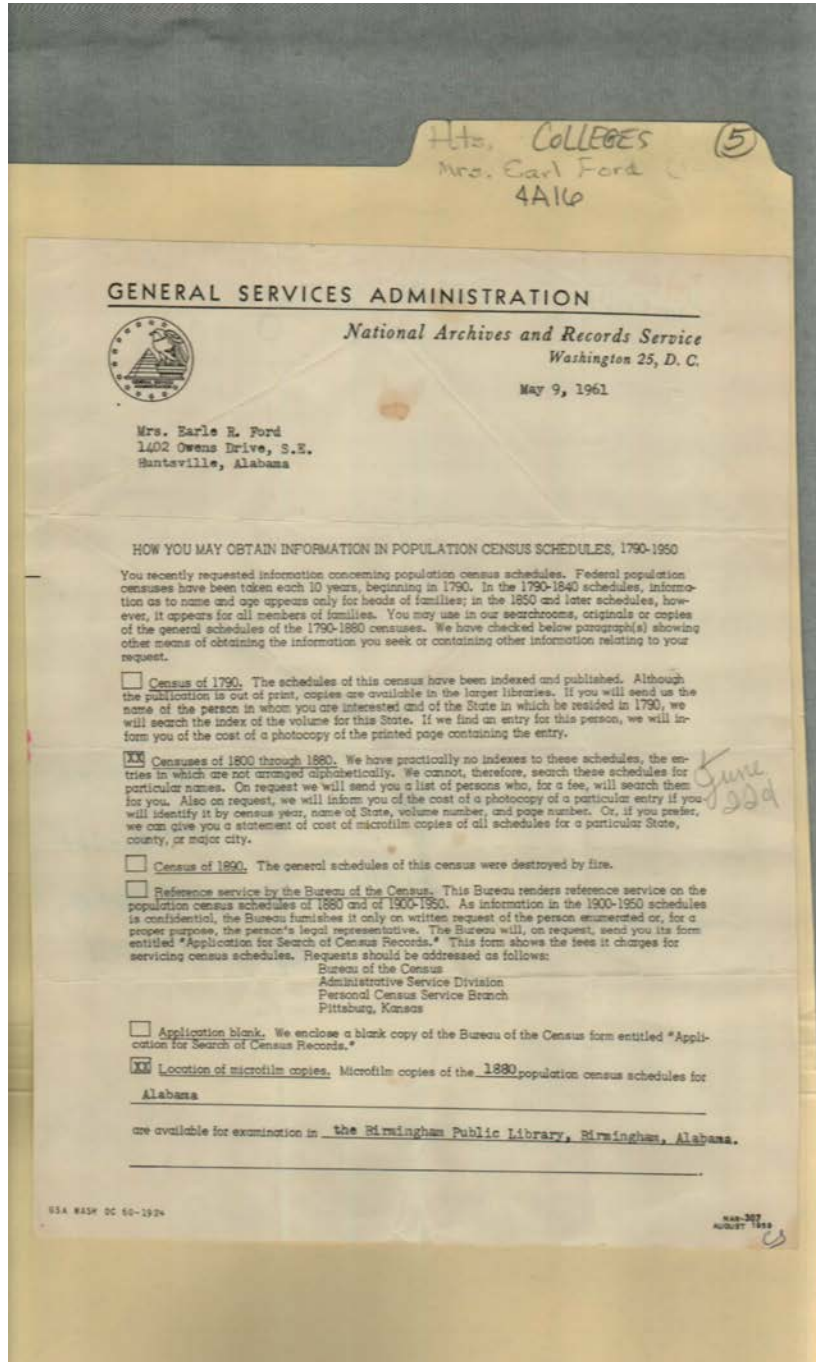 Hts. COLLEGES (5)
Mrs. Earl Ford
4A16
GENERAL SERVICES ADMINISTRATION
National Archives and Records Service
Washington 25, D. C.
May 9, 1961
Mrs. Earle R. Ford
1402 Owens Drive, S.E.
Huntsville, Alabama
HOW YOU MAY OBTAIN INFORMATION IN POPULATION CENSUS SCHEDULES, 1790-1950
You recently requested information concerning population census schedules. Federal population
censuses have been taken each 10 years, beginning in 1790. In the 1790-1840 schedules, informa-
tion as to name and age appears only for heads of families; in the 1850 and later schedules, how-
ever, it appears for all members of families. You may use in our searchrooms, originals or copies
of the general schedules of the 1790-1880 censuses. We have checked below paragraph(s) showing
other means of obtaining the information you seek or containing other information relating to your
request.
Census of 1790. The schedules of this census have been indexed and published. Although
the publication is out of print, copies are available in the larger libraries. If you will send us the
name of the person in whom you are interested and of the State in which he resided in 1790, we
will search the index of the volume for this State. If we find an entry for this person, we will in-
form you of the cost of a photocopy of the printed page containing the entry.
XX Censuses of 1800 through 1880. We have practically no indexes to these schedules, the en-
tries in which are not arranged alphabetically. We cannot, therefore, search these schedules for
particular names. On request we will send you a list of persons who, for a fee, will search them
for you. Also on request, we will inform you of the cost of a photocopy of a particular entry if you
will identify it by census year, name of State, volume number, and page number. Or, if you prefer,
we can give you a statement of cost of microfilm copies of all schedules for a particular State,
county, or major city.
June
22d
Census of 1890. The general schedules of this census were destroyed by fire.
Reference service by the Bureau of the Census. This Bureau renders reference service on the
population census schedules of 1880 and of 1900-1950. As information in the 1900-1950 schedules
is confidential, the Bureau furnishes it only on written request of the person enumerated or, for a
proper purpose, the person's legal representative. The Bureau will, on request, send you its form
entitled "Application for Search of Census Records." This form shows the fees it charges for
servicing census schedules. Requests should be addressed as follows:
Bureau of the Census
Administrative Service Division
Personal Census Service Branch
Pittsburg, Kansas
Application blank. We enclose a blank copy of the Bureau of the Census form entitled "Appli-
cation for Search of Census Records."
XX Location of microfilm copies. Microfilm copies of the 1880 population census schedules for
Alabama
are available for examination in the Birmingham Public Library, Birmingham, Alabama.
GSA WASH DC 60-1924
NAR-307
AUGUST 1959
CS